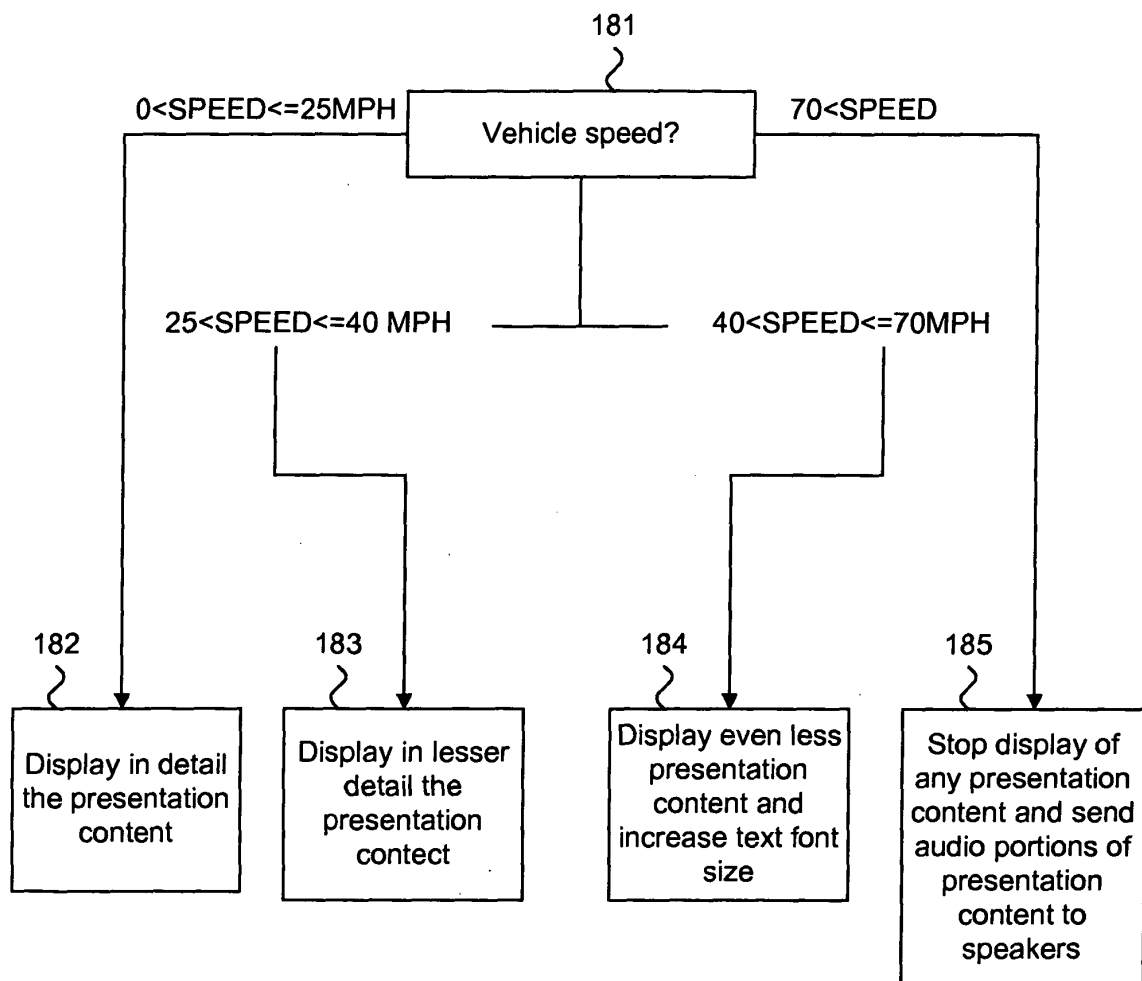 181
0<SPEED<=25MPH
70<SPEED
Vehicle speed?
25<SPEED<=40 MPH
40<SPEED<=70MPH
182
183
184
185
Display in detail
the presentation
content
Display in lesser
detail the
presentation
contect
Display even less
presentation
content and
increase text font
size
Stop display of
any presentation
content and send
audio portions of
presentation
content to
speakers